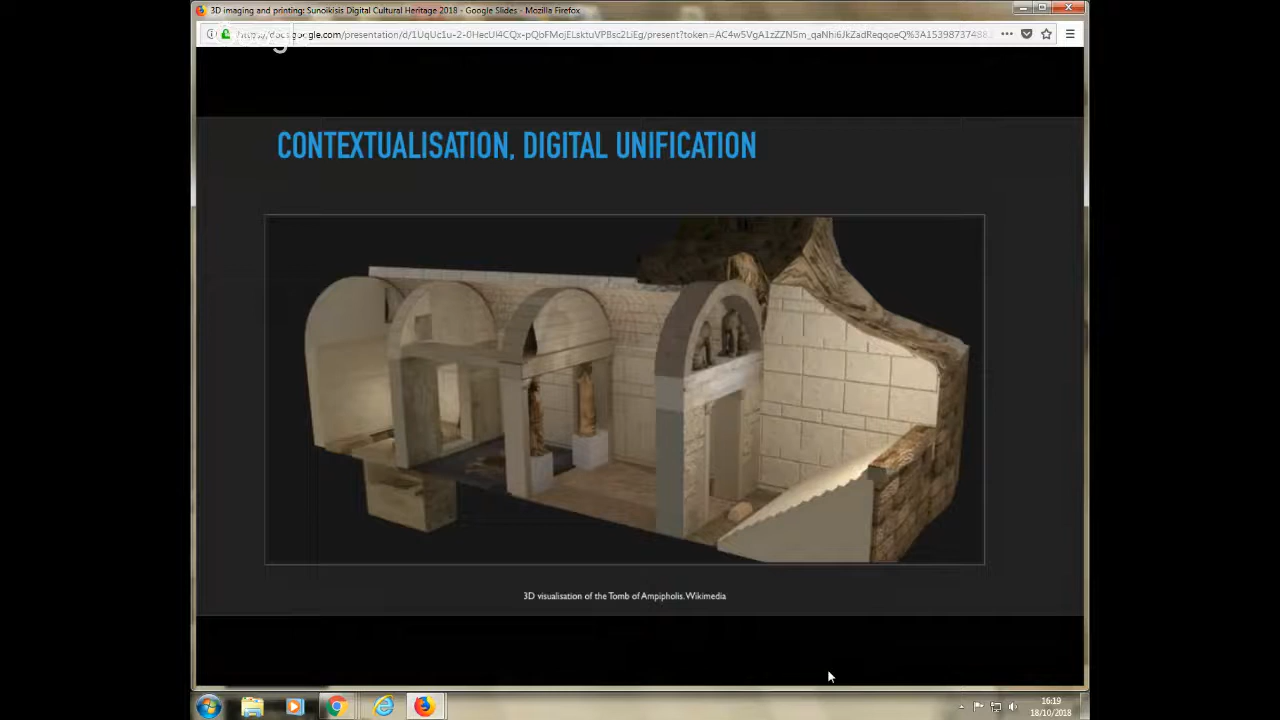 3D imaging and printing: Sunoikisis Digital Cultural Heritage 2018 - Google Slides - Mozilla Firefox
CONTEXTUALISATION, DIGITAL UNIFICATION
3D visualisation of the Tomb of Ampipholis. Wikimedia
16:19
18/10/2018